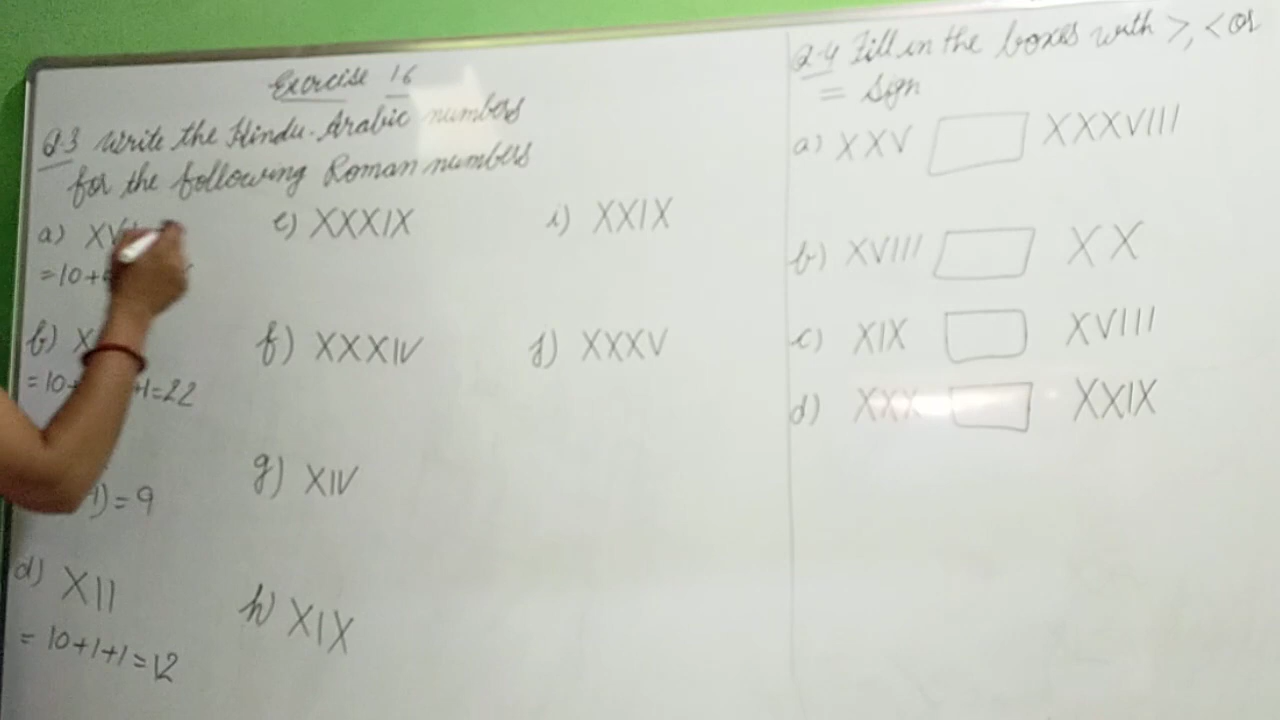 Exercise 16
Q.3 Write the Hindu-Arabic numbers
for the following Roman numbers
a)
=10+
b) X
=10+ +1=22
1)=9
d) XII
= 10+1+1=12
e) XXXIX
f) XXXIV
g) XIV
h) XIX
i) XXIX
j) XXXV
Q-4 Fill in the boxes with >, < or
= sign
a) XXV XXXVIII
b) XVIII XX
c) XIX XVIII
d) XXX XXIX